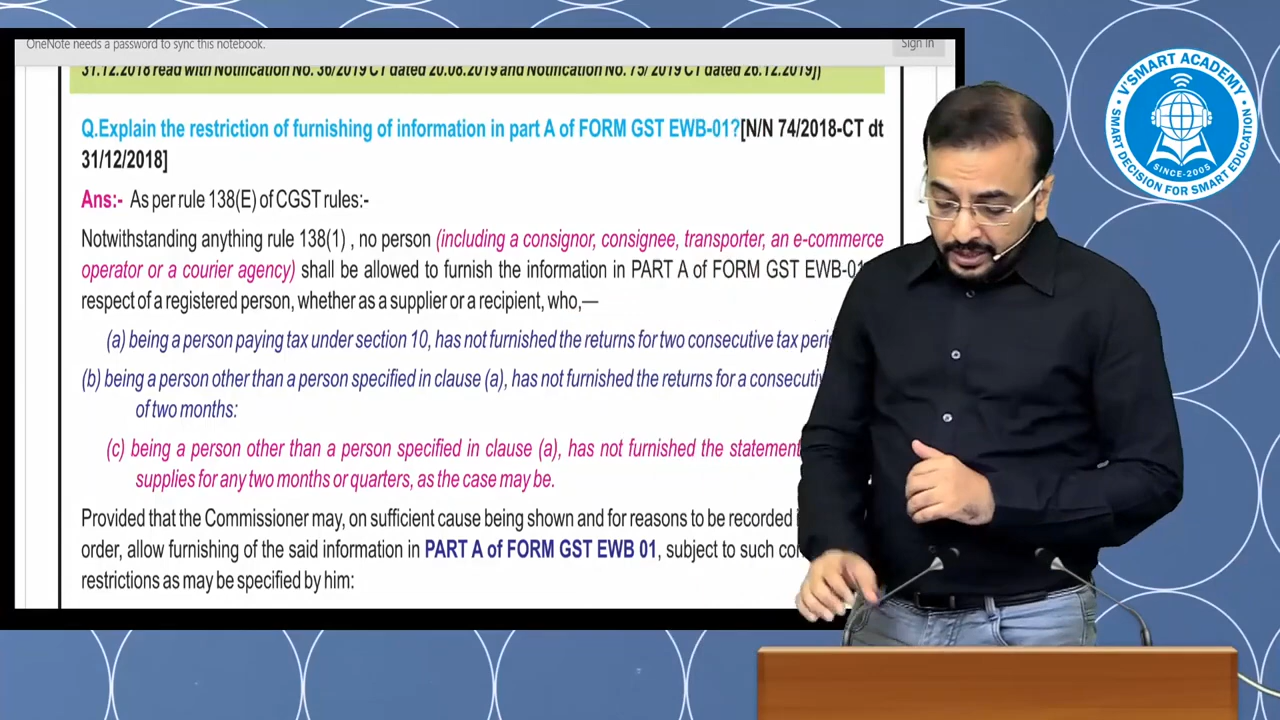 OneNote needs a password to sync this notebook.
Sign in
31.12.2018 read with Notification No. 36/2019 CT dated 20.08.2019 and Notification No. 75/ 2019 CT dated 26.12.2019])
Q.Explain the restriction of furnishing of information in part A of FORM GST EWB-01?[N/N 74/2018-CT dt
31/12/2018]
Ans:- As per rule 138(E) of CGST rules:-
Notwithstanding anything rule 138(1) , no person (including a consignor, consignee, transporter, an e-commerce
operator or a courier agency) shall be allowed to furnish the information in PART A of FORM GST EWB-01
respect of a registered person, whether as a supplier or a recipient, who,—
(a) being a person paying tax under section 10, has not furnished the returns for two consecutive tax
(b) being a person other than a person specified in clause (a), has not furnished the returns for a
of two months:
(c) being a person other than a person specified in clause (a), has not furnished the statement
supplies for any two months or quarters, as the case may be.
Provided that the Commissioner may, on sufficient cause being shown and for reasons to be recorded
order, allow furnishing of the said information in PART A of FORM GST EWB 01, subject to such
restrictions as may be specified by him:
V'SMART ACADEMY
SINCE-2005
SMART DECISION FOR SMART EDUCATION